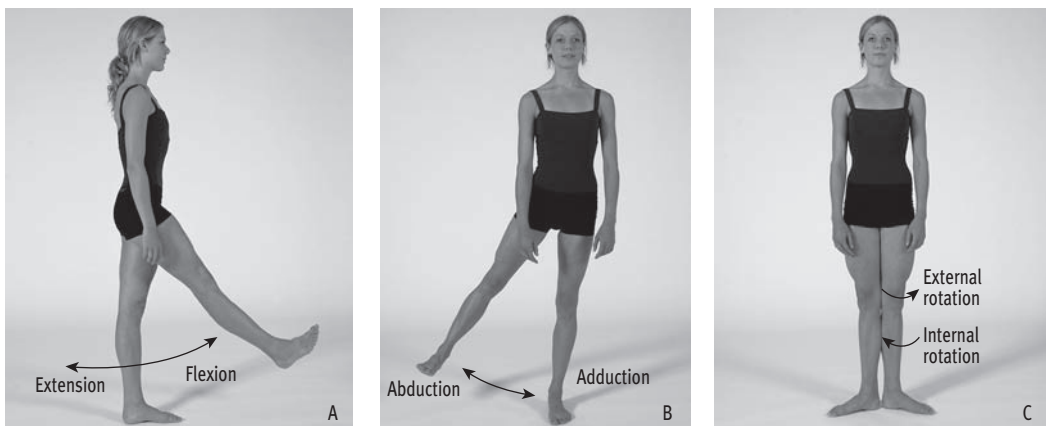 Extension
Flexion
A
Abduction
Adduction
B
External
rotation
Internal
rotation
C